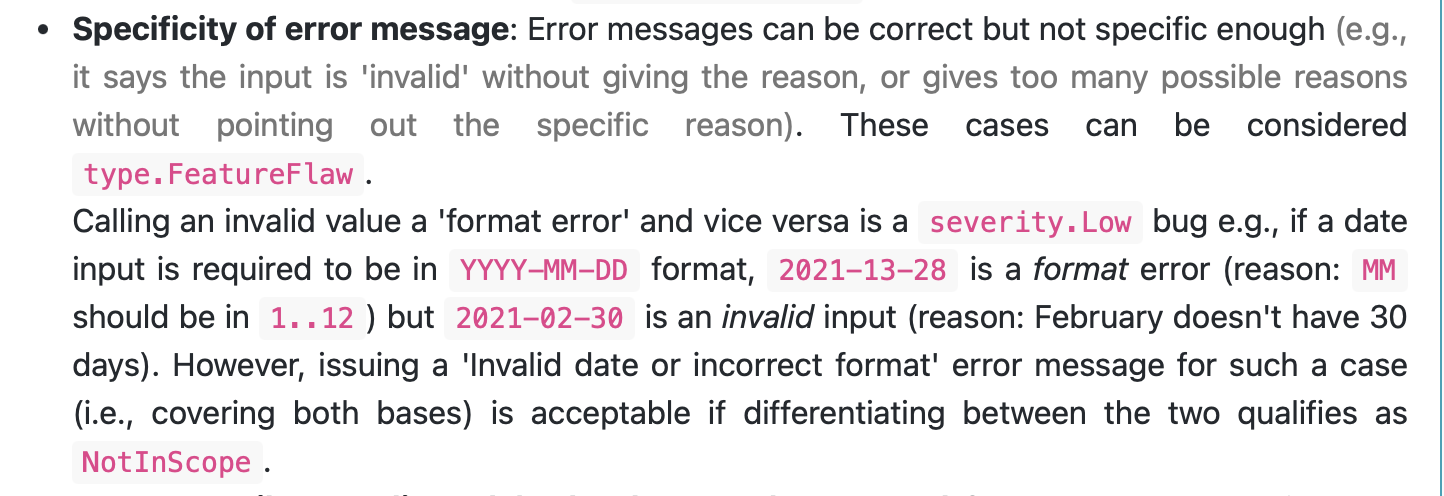 • Specificity of error message: Error messages can be correct but not specific enough (e.g.,
it says the input is 'invalid' without giving the reason, or gives too many possible reasons
without pointing out the specific reason). These cases can be considered
type.FeatureFlaw.
Calling an invalid value a 'format error' and vice versa is a severity.Low bug e.g., if a date
input is required to be in YYYY-MM-DD format, 2021-13-28 is a format error (reason: MM
should be in 1..12) but 2021-02-30 is an invalid input (reason: February doesn't have 30
days). However, issuing a 'Invalid date or incorrect format' error message for such a case
(i.e., covering both bases) is acceptable if differentiating between the two qualifies as
NotInScope.